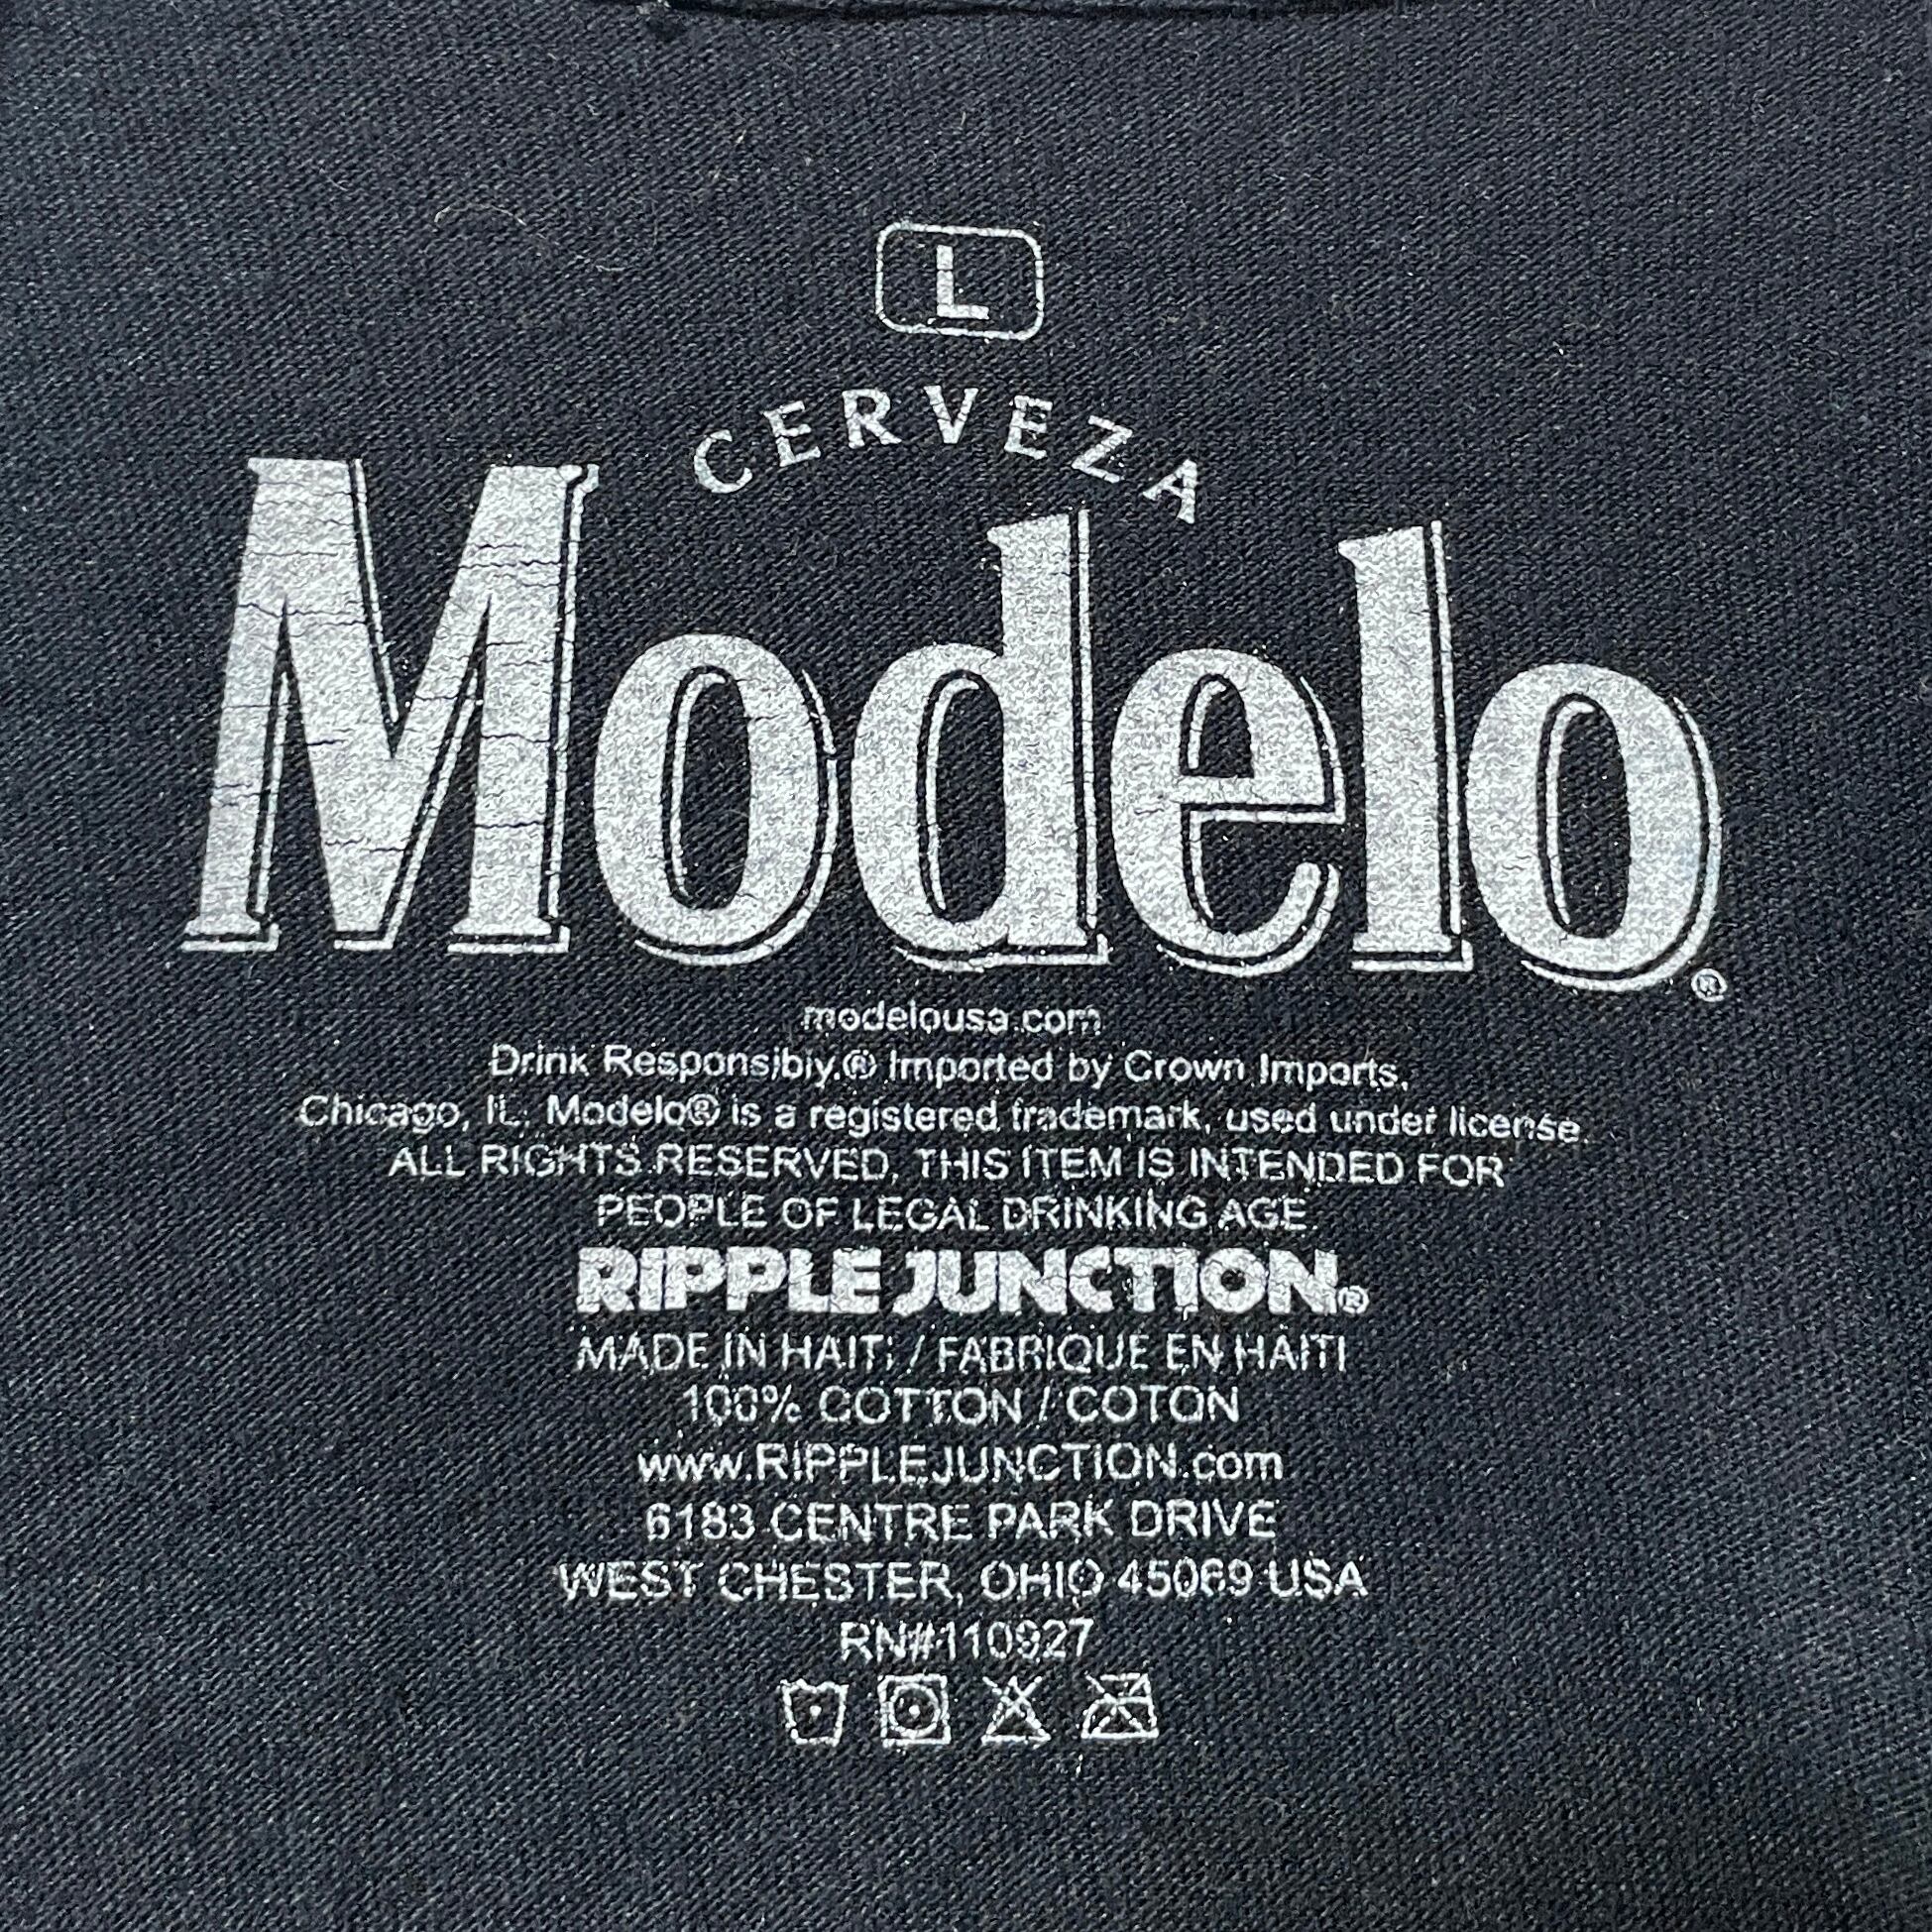 L
CERVEZA
Modelo®
modelousa.com
Drink Responsibly.® Imported by Crown Imports,
Chicago, IL. Modelo® is a registered trademark, used under license.
ALL RIGHTS RESERVED. THIS ITEM IS INTENDED FOR
PEOPLE OF LEGAL DRINKING AGE.
RIPPLE JUNCTION®
MADE IN HAITI / FABRIQUE EN HAITI
100% COTTON / COTON
www.RIPPLEJUNCTION.com
6183 CENTRE PARK DRIVE
WEST CHESTER, OHIO 45069 USA
RN#110927